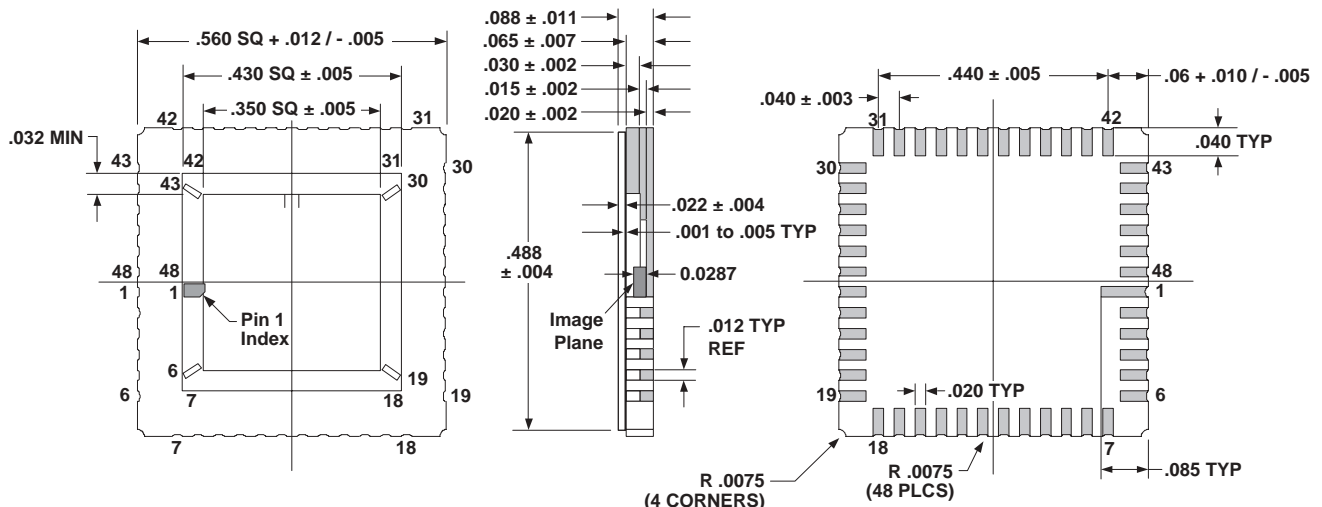 .560 SQ + .012 / - .005
.430 SQ ± .005
.350 SQ ± .005
.032 MIN
42
31
43
42
31
30
43
30
48
48
1
1
Pin 1
Index
6
19
6
7
18
19
7
18
.088 ± .011
.065 ± .007
.030 ± .002
.015 ± .002
.020 ± .002
.022 ± .004
.001 to .005 TYP
.488
± .004
0.0287
Image
Plane
.012 TYP
REF
.440 ± .005
.06 + .010 / - .005
.040 ± .003
31
42
.040 TYP
30
43
48
1
.020 TYP
19
6
18
7
R .0075
(4 CORNERS)
R .0075
(48 PLCS)
.085 TYP